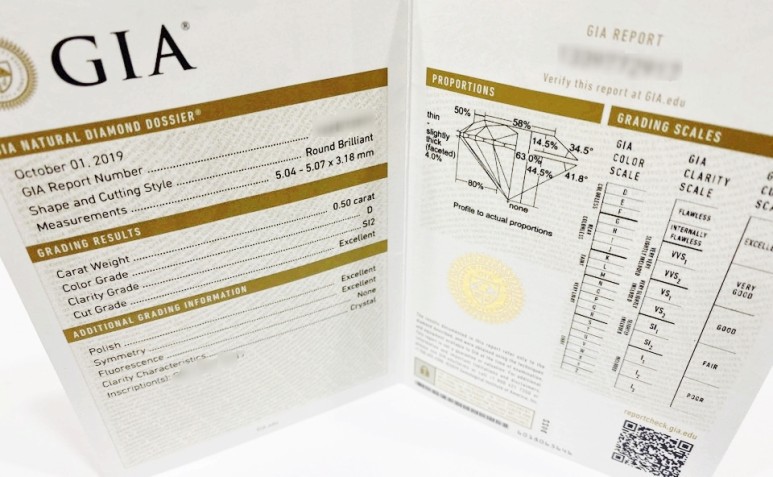 GIA®
GIA NATURAL DIAMOND DOSSIER®
October 01, 2019
GIA Report Number
Shape and Cutting Style Round Brilliant
Measurements 5.04 - 5.07 x 3.18 mm
GRADING RESULTS
Carat Weight 0.50 carat
Color Grade D
Clarity Grade SI2
Cut Grade Excellent
ADDITIONAL GRADING INFORMATION
Polish Excellent
Symmetry Excellent
Fluorescence None
Clarity Characteristics Crystal
Inscription(s):
GIA REPORT
Verify this report at GIA.edu
PROPORTIONS
50%
58%
thin
-
slightly
thick
(faceted)
4.0%
14.5%
34.5°
63.0%
44.5%
41.8°
80%
none
Profile to actual proportions
GRADING SCALES
GIA
COLOR
SCALE
D
E
F
G
H
I
J
K
L
M
N
GIA
CLARITY
SCALE
FLAWLESS
INTERNALLY
FLAWLESS
VVS1
VVS2
VS1
VS2
SI1
SI2
I1
I2
I3
EXCELLE
VERY
GOOD
GOOD
FAIR
POOR
reportcheck.gia.edu